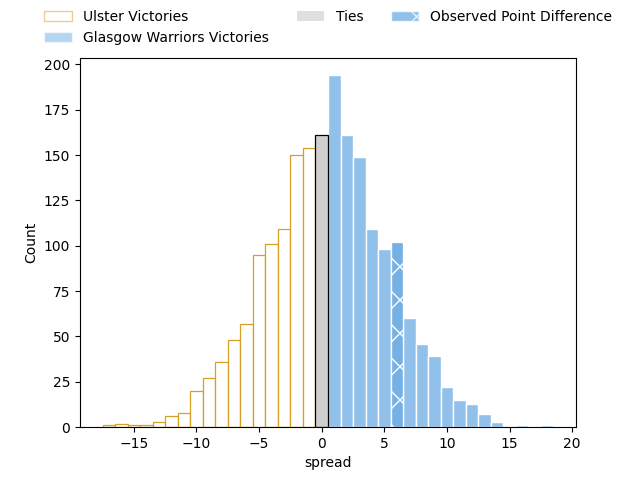 Ulster Victories
Glasgow Warriors Victories
Ties
Observed Point Difference
200
175
150
125
100
75
50
25
0
Count
−15 −10 −5 0 5 10 15 20
spread